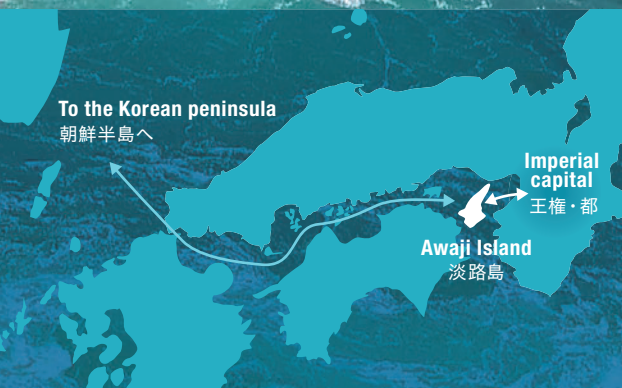 To the Korean peninsula
朝鮮半島へ
Imperial
capital
王権・都
Awaji Island
淡路島